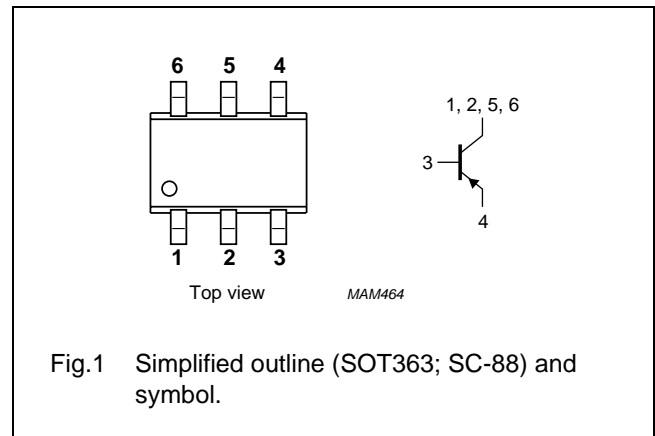 6 5 4
1 2 3
Top view
MAM464
1, 2, 5, 6
3
4
Fig.1 Simplified outline (SOT363; SC-88) and
symbol.